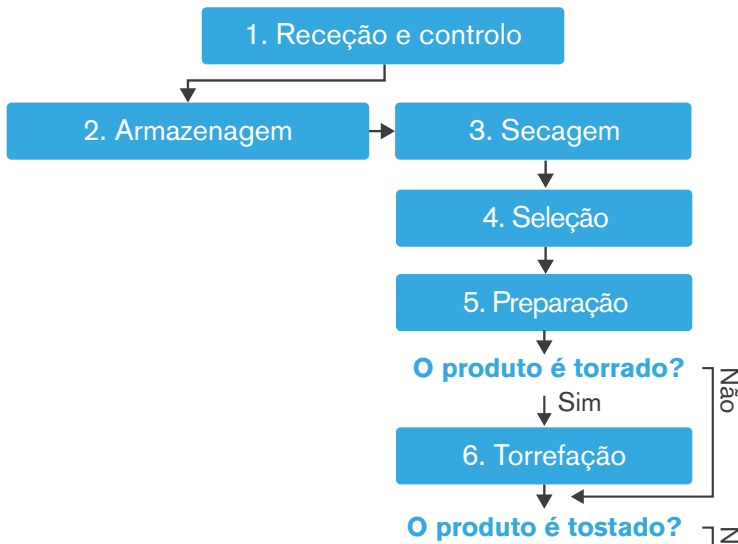 1. Receção e controlo
2. Armazenagem
3. Secagem
4. Seleção
5. Preparação
O produto é torrado?
Não
Sim
6. Torrefação
O produto é tostado?